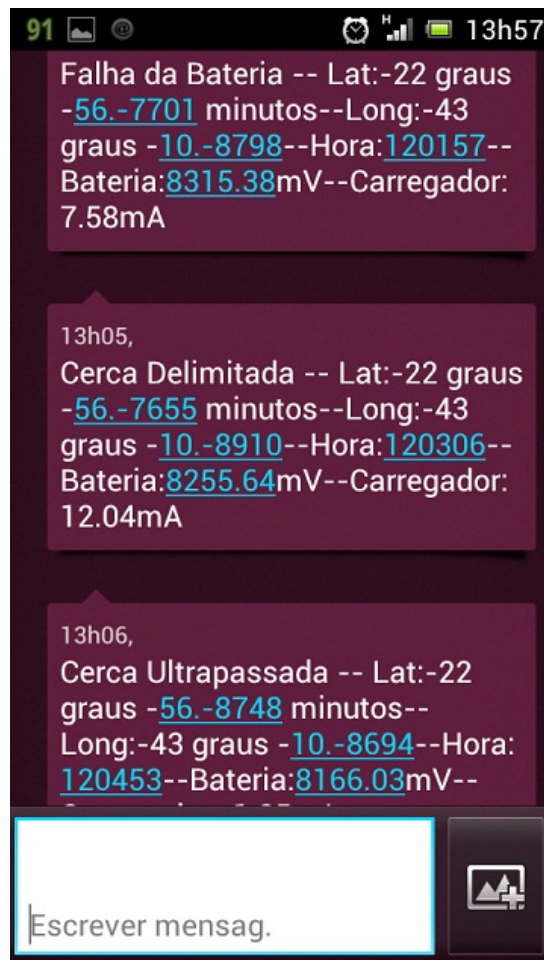 91 @ H 13h57
Falha da Bateria -- Lat:-22 graus
-56.-7701 minutos--Long:-43
graus -10.-8798--Hora:120157--
Bateria:8315.38mV--Carregador:
7.58mA
13h05,
Cerca Delimitada -- Lat:-22 graus
-56.-7655 minutos--Long:-43
graus -10.-8910--Hora:120306--
Bateria:8255.64mV--Carregador:
12.04mA
13h06,
Cerca Ultrapassada -- Lat:-22
graus -56.-8748 minutos--
Long:-43 graus -10.-8694--Hora:
120453--Bateria:8166.03mV--
Escrever mensag.